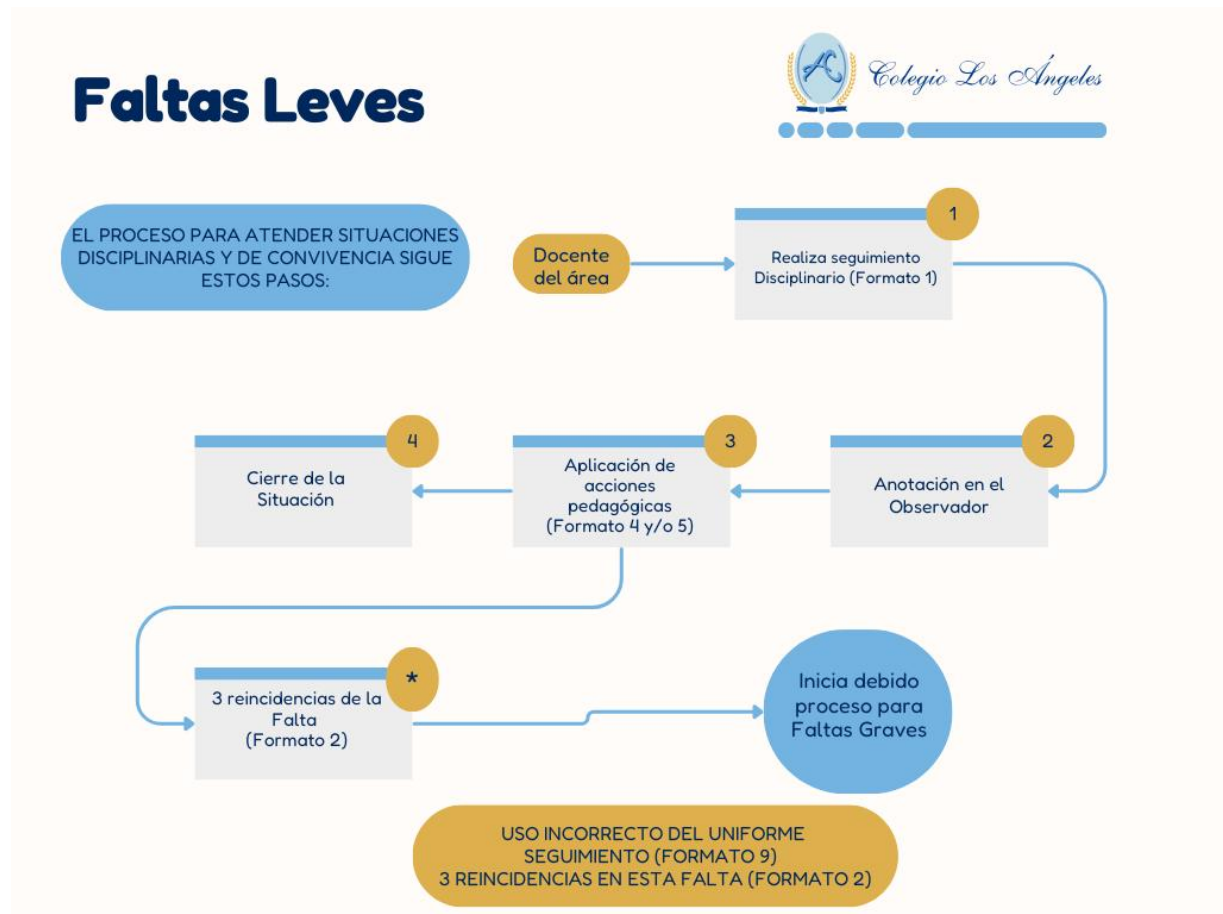 Faltas Leves
Colegio Los Ángeles
EL PROCESO PARA ATENDER SITUACIONES
DISCIPLINARIAS Y DE CONVIVENCIA SIGUE
ESTOS PASOS:
Docente
del área
1
Realiza seguimiento
Disciplinario (Formato 1)
2
Anotación en el
Observador
3
Aplicación de
acciones
pedagógicas
(Formato 4 y/o 5)
4
Cierre de la
Situación
*
3 reincidencias de la
Falta
(Formato 2)
Inicia debido
proceso para
Faltas Graves
USO INCORRECTO DEL UNIFORME
SEGUIMIENTO (FORMATO 9)
3 REINCIDENCIAS EN ESTA FALTA (FORMATO 2)